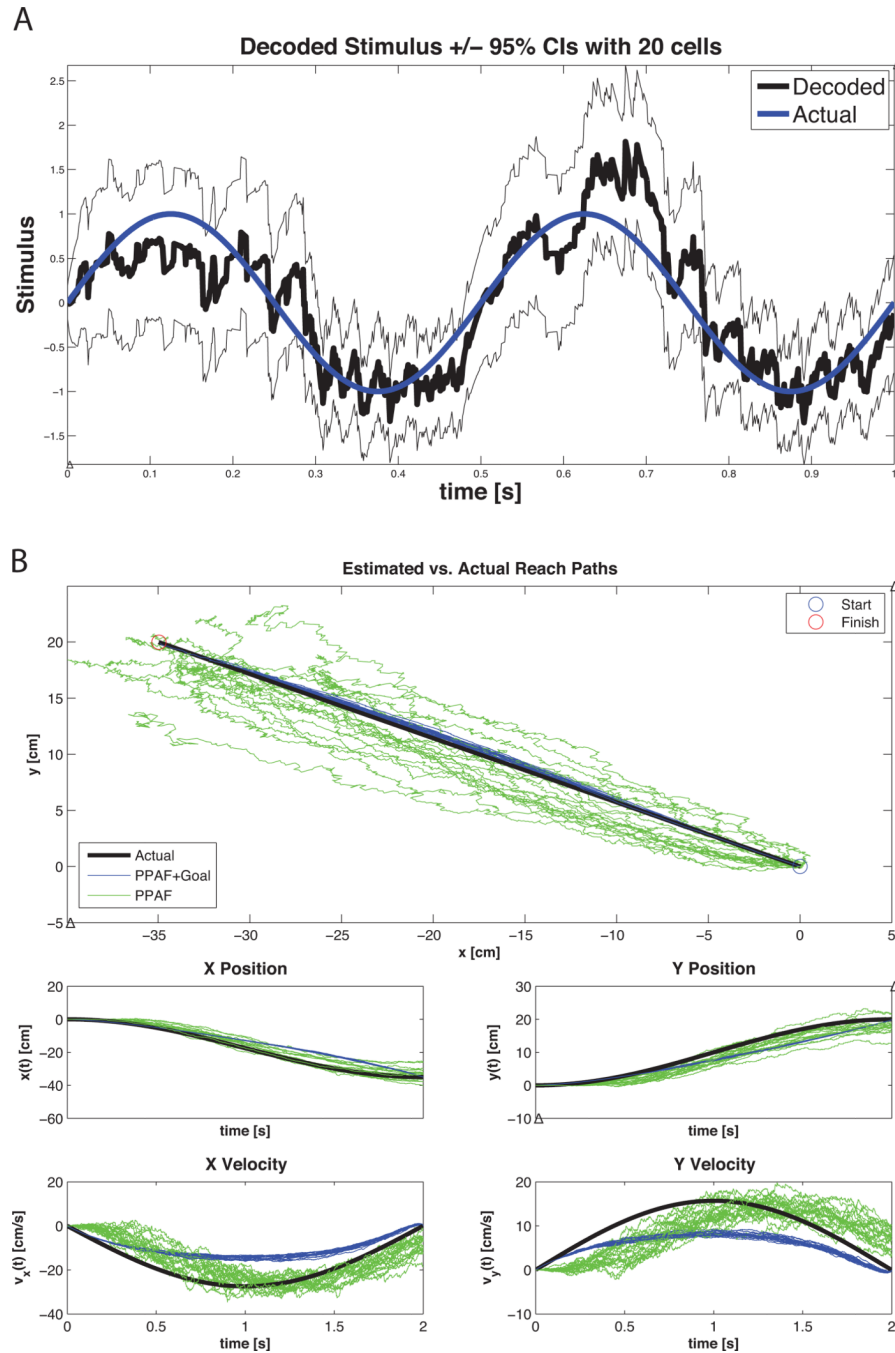 A
Decoded Stimulus +/− 95% CIs with 20 cells
Decoded
Actual
Stimulus
2.5
2
1.5
1
0.5
0
−0.5
−1
−1.5
0 0.1 0.2 0.3 0.4 0.5 0.6 0.7 0.8 0.9 1
time [s]
B
Estimated vs. Actual Reach Paths
Start
Finish
y [cm]
20
15
10
5
0
−5
Actual
PPAF+Goal
PPAF
−35 −30 −25 −20 −15 −10 −5 0 5
x [cm]
X Position
x(t) [cm]
20
0
−20
−40
−60
time [s]
Y Position
y(t) [cm]
30
20
10
0
−10
time [s]
X Velocity
v_x(t) [cm/s]
20
0
−20
−40
0 0.5 1 1.5 2
time [s]
Y Velocity
v_y(t) [cm/s]
20
10
0
−10
0 0.5 1 1.5 2
time [s]